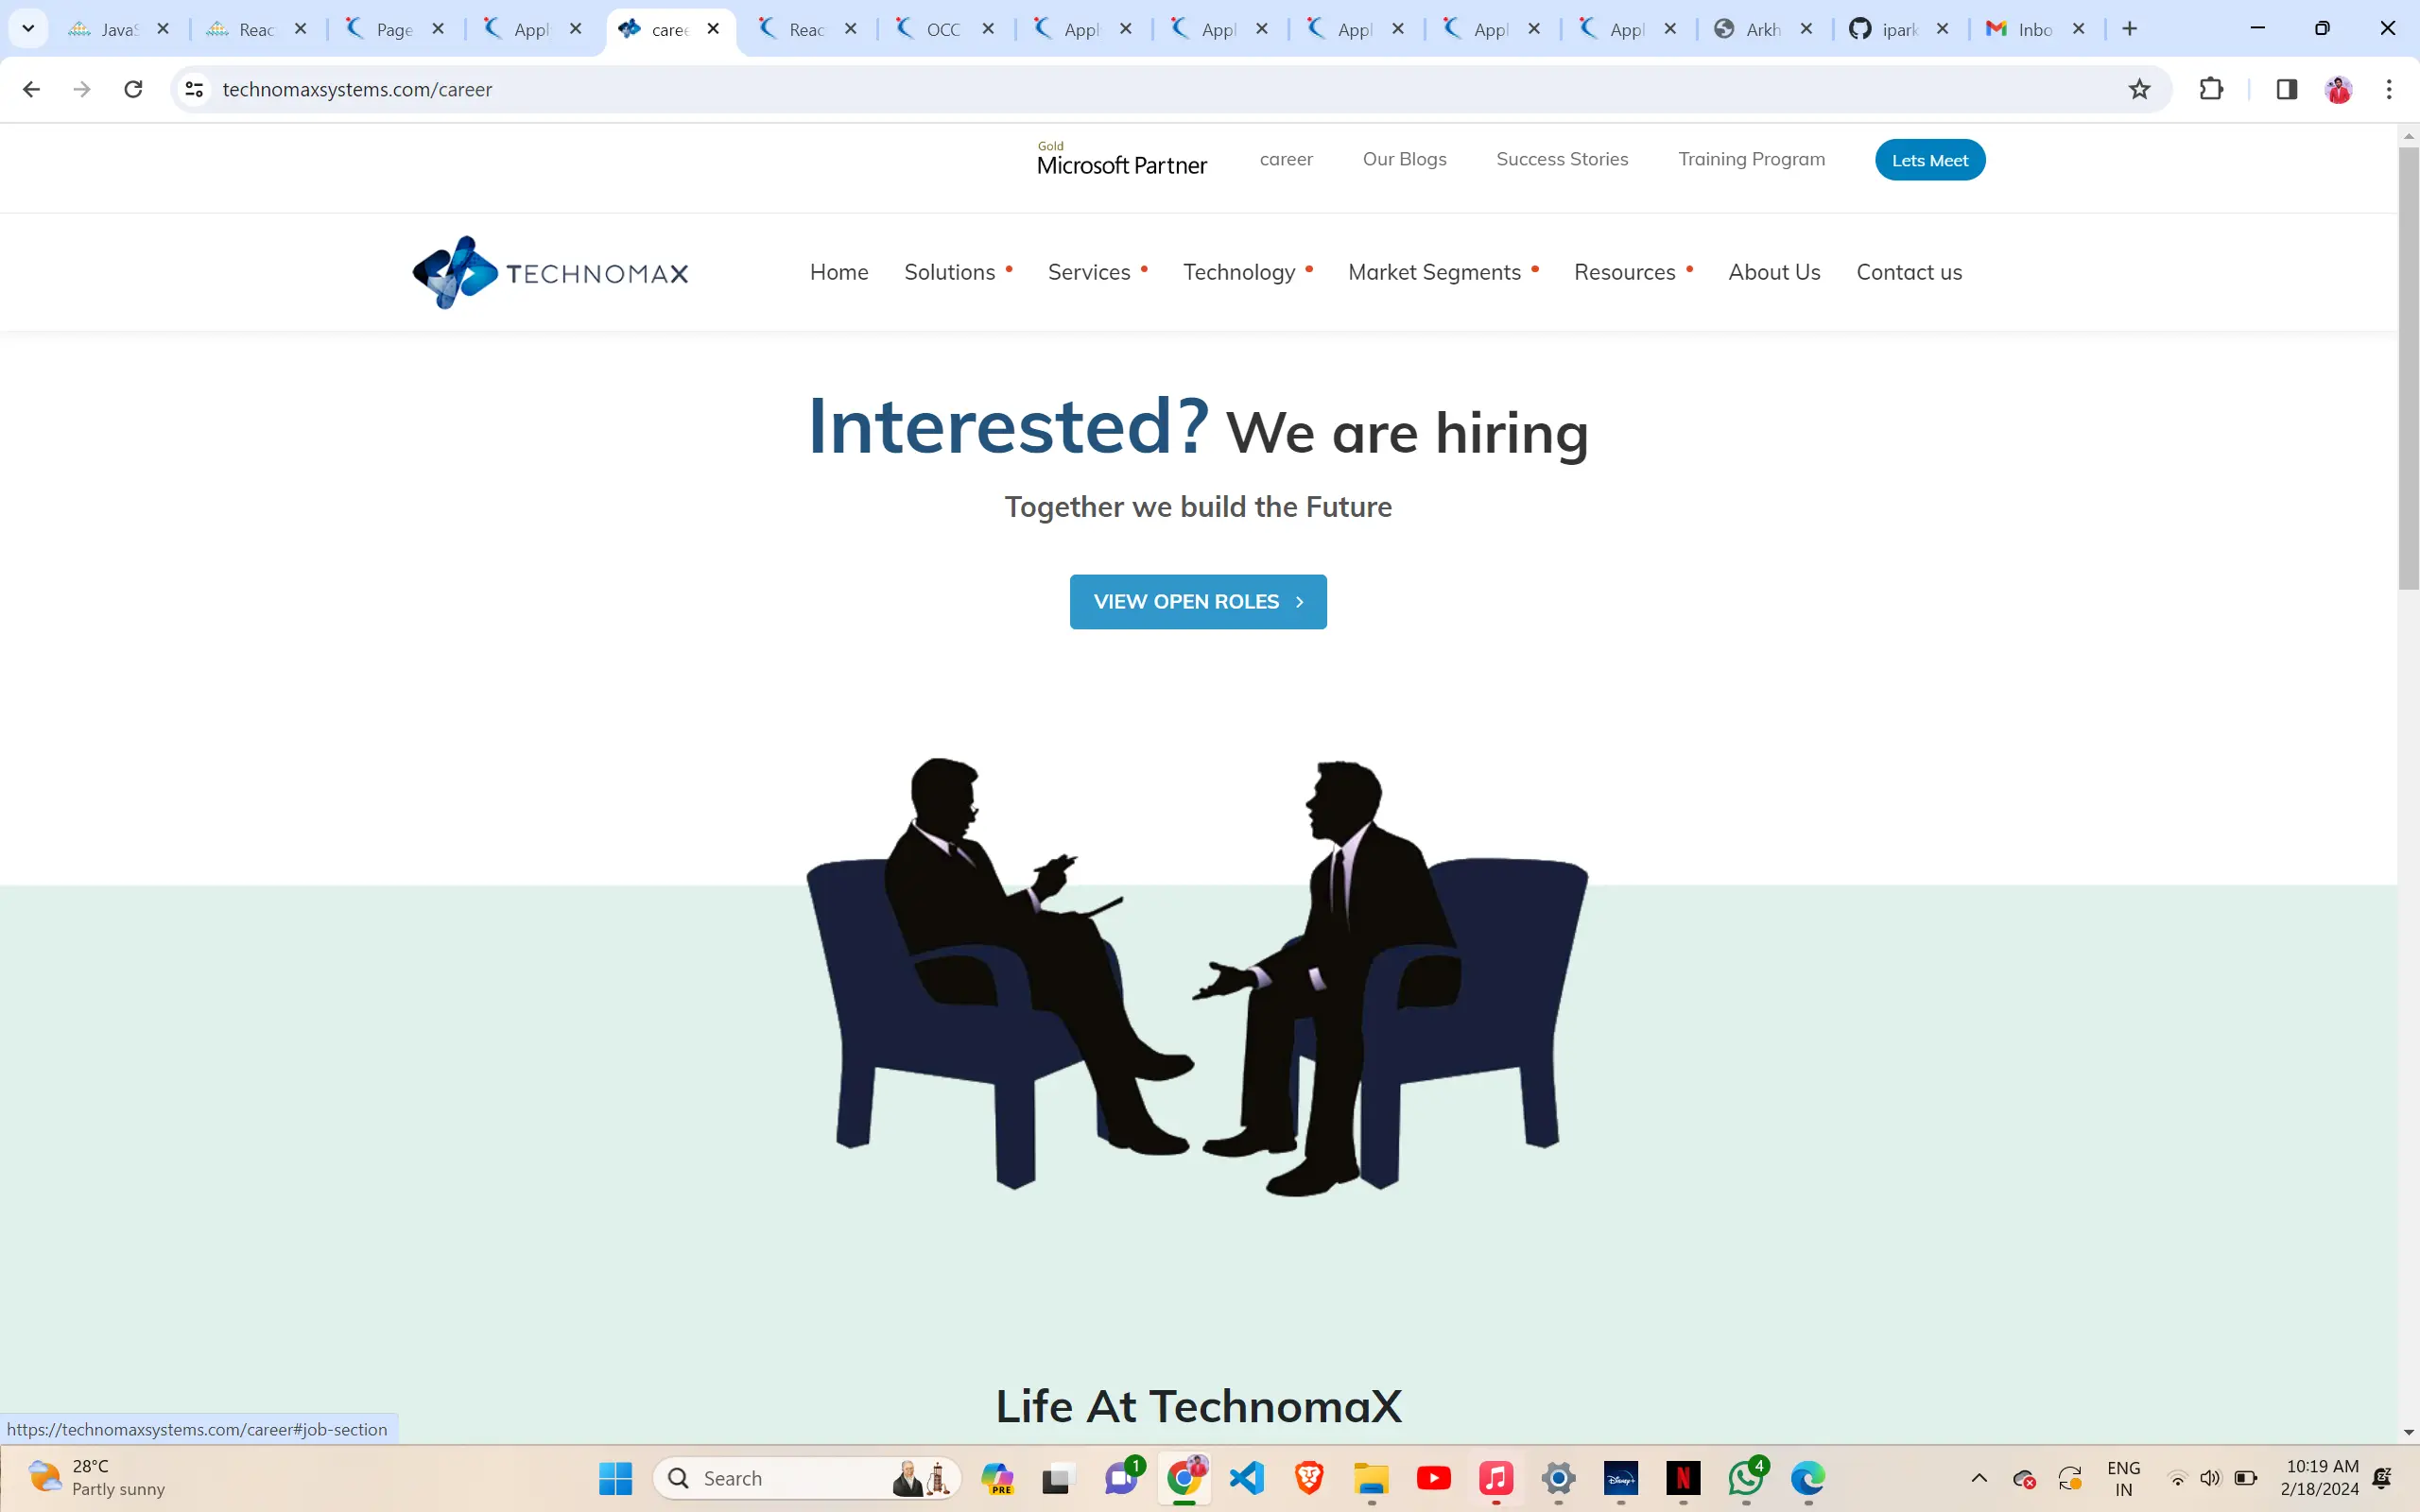 Javas Reac Page Appl caree Reac OCC Appl Appl Appl Appl Appl Arkh ipark Inbo
technomaxsystems.com/career
Gold
Microsoft Partner career Our Blogs Success Stories Training Program Lets Meet
TECHNOMAX Home Solutions Services Technology Market Segments Resources About Us Contact us
Interested? We are hiring
Together we build the Future
VIEW OPEN ROLES
Life At TechnomaX
https://technomaxsystems.com/career#job-section
28°C
Partly sunny
Search
PRE
1
Disney+
N
4
ENG
IN
10:19 AM
2/18/2024